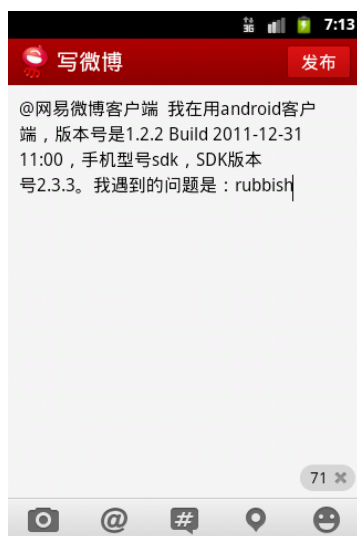 7:13
写微博
发布
@网易微博客户端 我在用android客户
端，版本号是1.2.2 Build 2011-12-31
11:00，手机型号sdk，SDK版本
号2.3.3。我遇到的问题是：rubbish
71